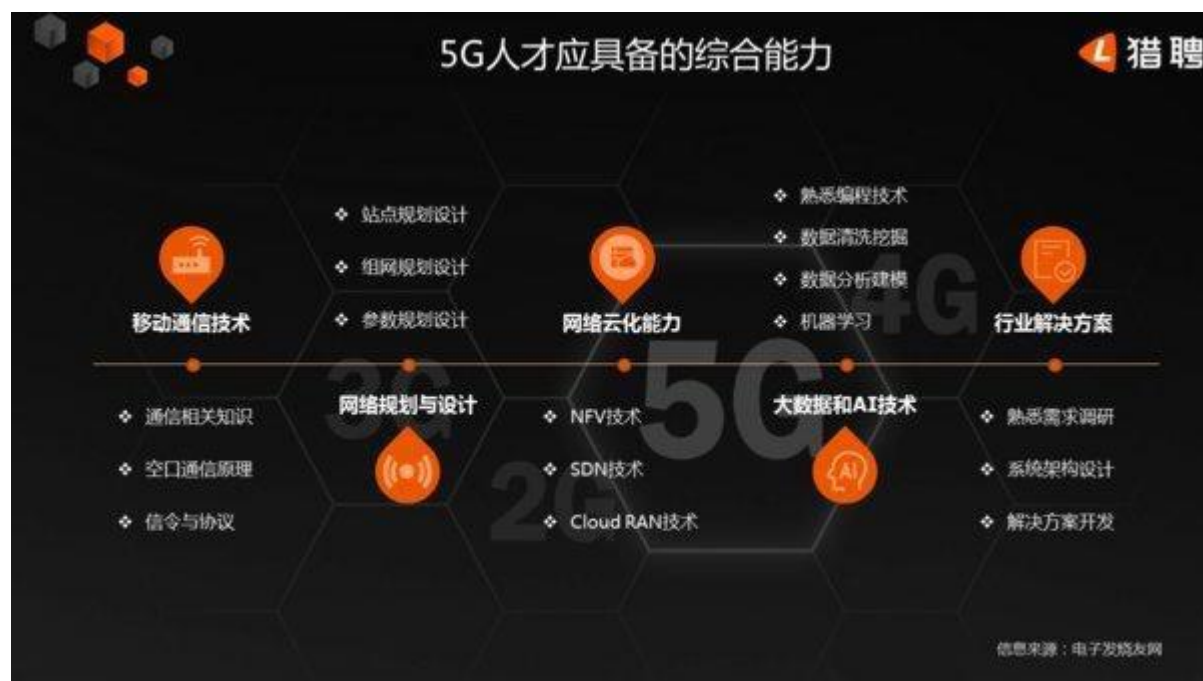 5G人才应具备的综合能力
猎聘
移动通信技术
通信相关知识
空口通信原理
信令与协议
站点规划设计
组网规划设计
参数规划设计
网络规划与设计
网络云化能力
NFV技术
SDN技术
Cloud RAN技术
熟悉编程技术
数据清洗挖掘
数据分析建模
机器学习
大数据和AI技术
AI
行业解决方案
熟悉需求调研
系统架构设计
解决方案开发
2G
3G
4G
5G
信息来源：电子发烧友网